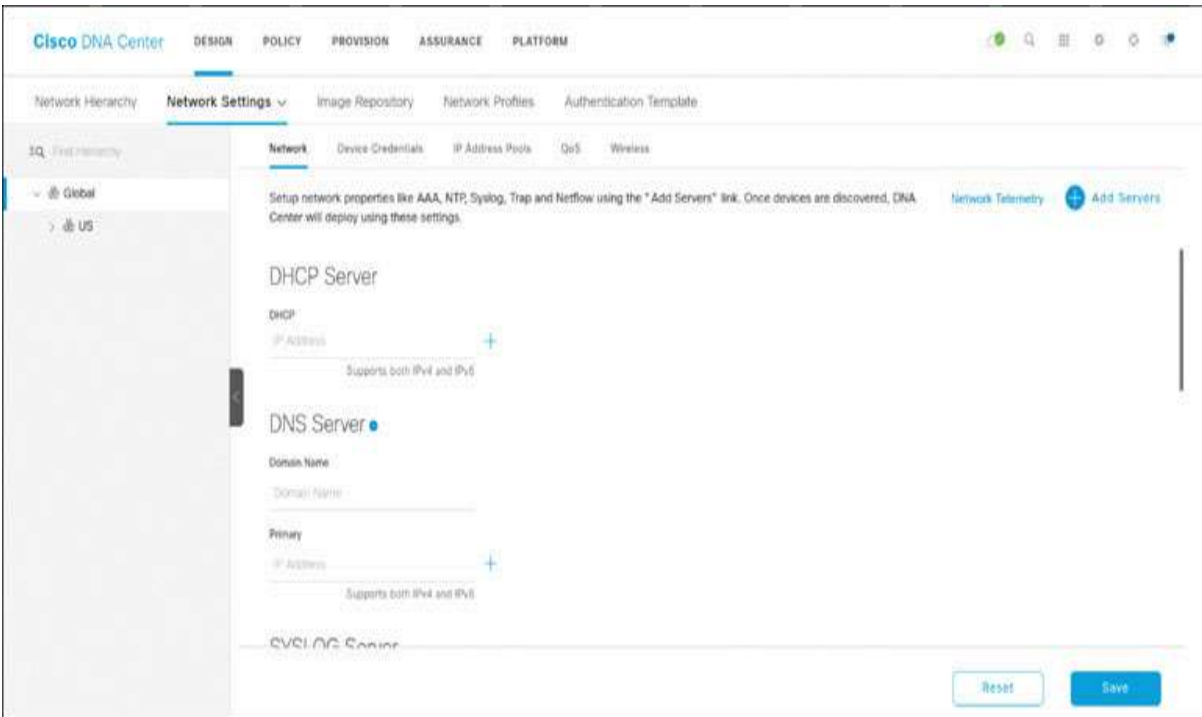 Cisco DNA Center DESIGN POLICY PROVISION ASSURANCE PLATFORM
Network Hierarchy Network Settings Image Repository Network Profiles Authentication Template
Find Hierarchy
Network Device Credentials IP Address Pools QoS Wireless
Global
US
Setup network properties like AAA, NTP, Syslog, Trap and Netflow using the "Add Servers" link. Once devices are discovered, DNA
Center will deploy using these settings.
Network Telemetry Add Servers
DHCP Server
DHCP
IP Address
Supports both IPv4 and IPv6
DNS Server
Domain Name
Domain Name
Primary
IP Address
Supports both IPv4 and IPv6
SYSLOG Server
Reset Save